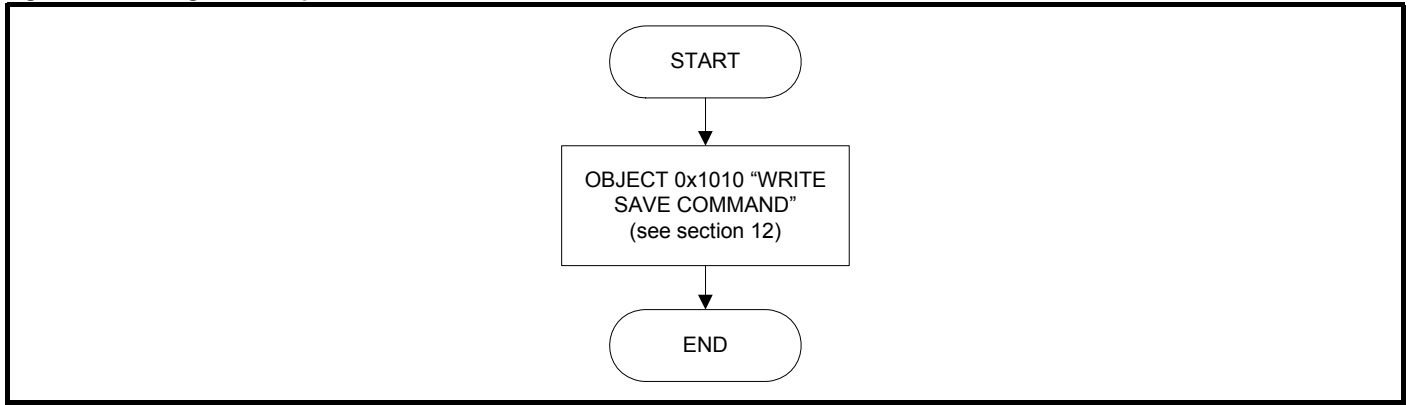 START
OBJECT 0x1010 “WRITE
SAVE COMMAND”
(see section 12)
END